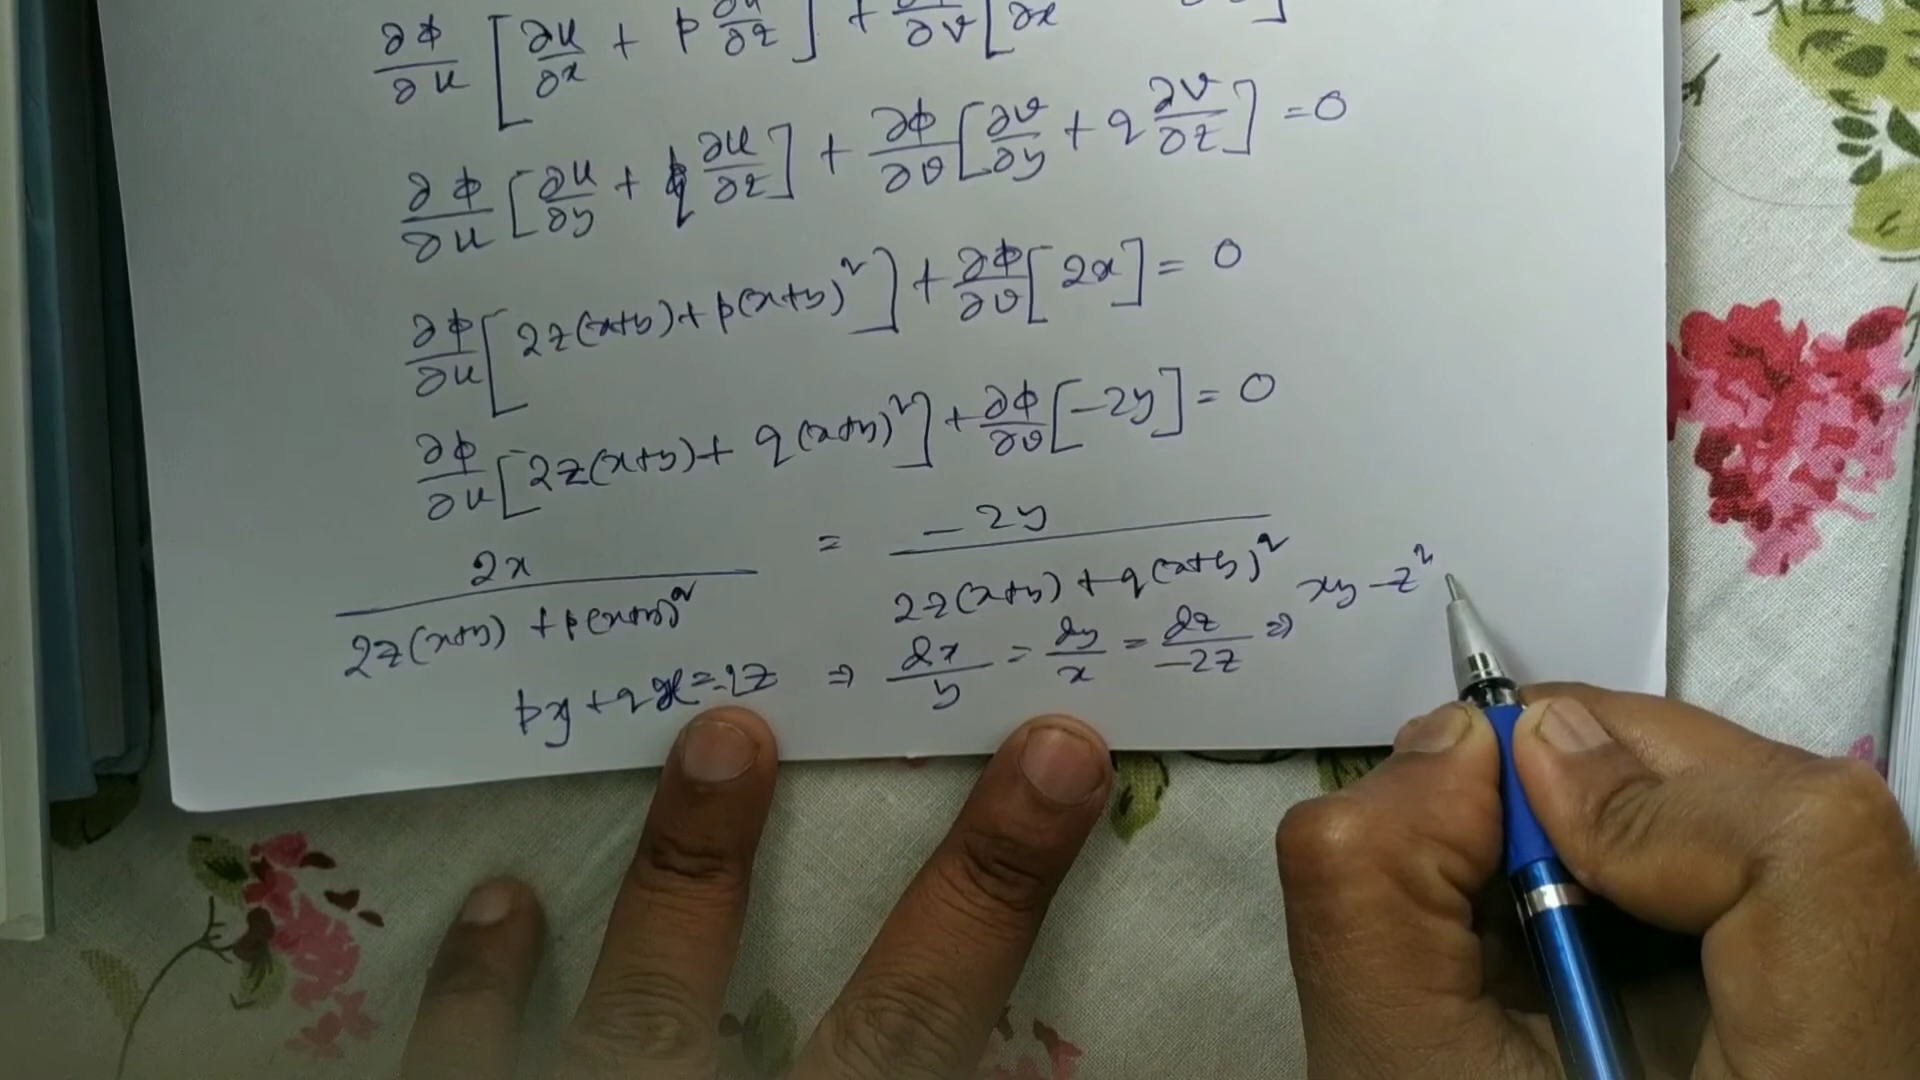 ∂φ/∂u [∂u/∂x + p ∂u/∂z] + ∂v [∂x ]
∂φ/∂u [∂u/∂y + q ∂u/∂z] + ∂φ/∂v [∂v/∂y + q ∂v/∂z] = 0
∂φ/∂u [2z(x+y) + p(x+y)²] + ∂φ/∂v [2x] = 0
∂φ/∂u [2z(x+y) + q(x+y)²] + ∂φ/∂v [-2y] = 0
2x / 2z(x+y) + p(x+y)² = -2y / 2z(x+y) + q(x+y)²
py + qx = -2z ⇒ dx/y = dy/x = dz/-2z ⇒ xy - z²